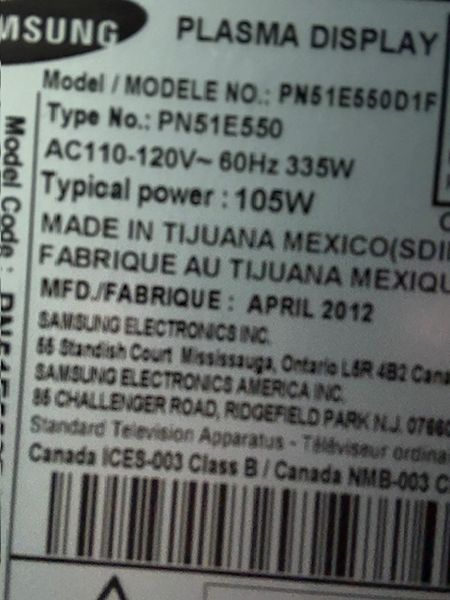 MSUNG
PLASMA DISPLAY
Model / MODELE NO.: PN51E550D1F
Type No.: PN51E550
AC110-120V~ 60Hz 335W
Typical power : 105W
MADE IN TIJUANA MEXICO(SDI
FABRIQUE AU TIJUANA MEXIQU
MFD./FABRIQUE : APRIL 2012
SAMSUNG ELECTRONICS INC.
55 Standish Court Mississauga, Ontario L5R 4B2 Cana
SAMSUNG ELECTRONICS AMERICA INC.
85 CHALLENGER ROAD, RIDGEFIELD PARK N.J. 0766
Standard Television Apparatus - Téléviseur ordina
Canada ICES-003 Class B / Canada NMB-003 C
Model Code :